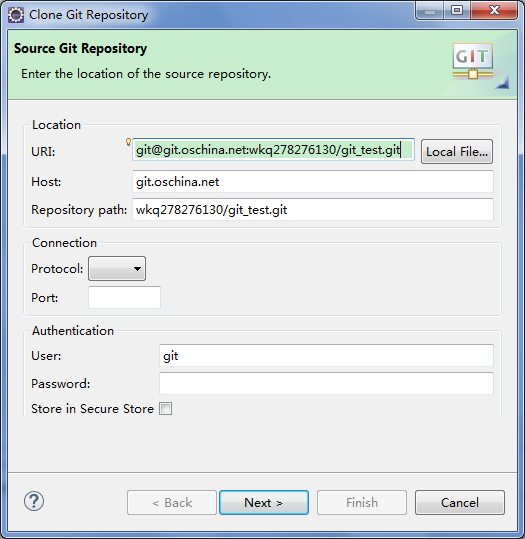 Clone Git Repository
Source Git Repository
Enter the location of the source repository.
GIT
Location
URI: git@git.oschina.net:wkq278276130/git_test.git Local File...
Host: git.oschina.net
Repository path: wkq278276130/git_test.git
Connection
Protocol:
Port:
Authentication
User: git
Password:
Store in Secure Store
? < Back Next > Finish Cancel